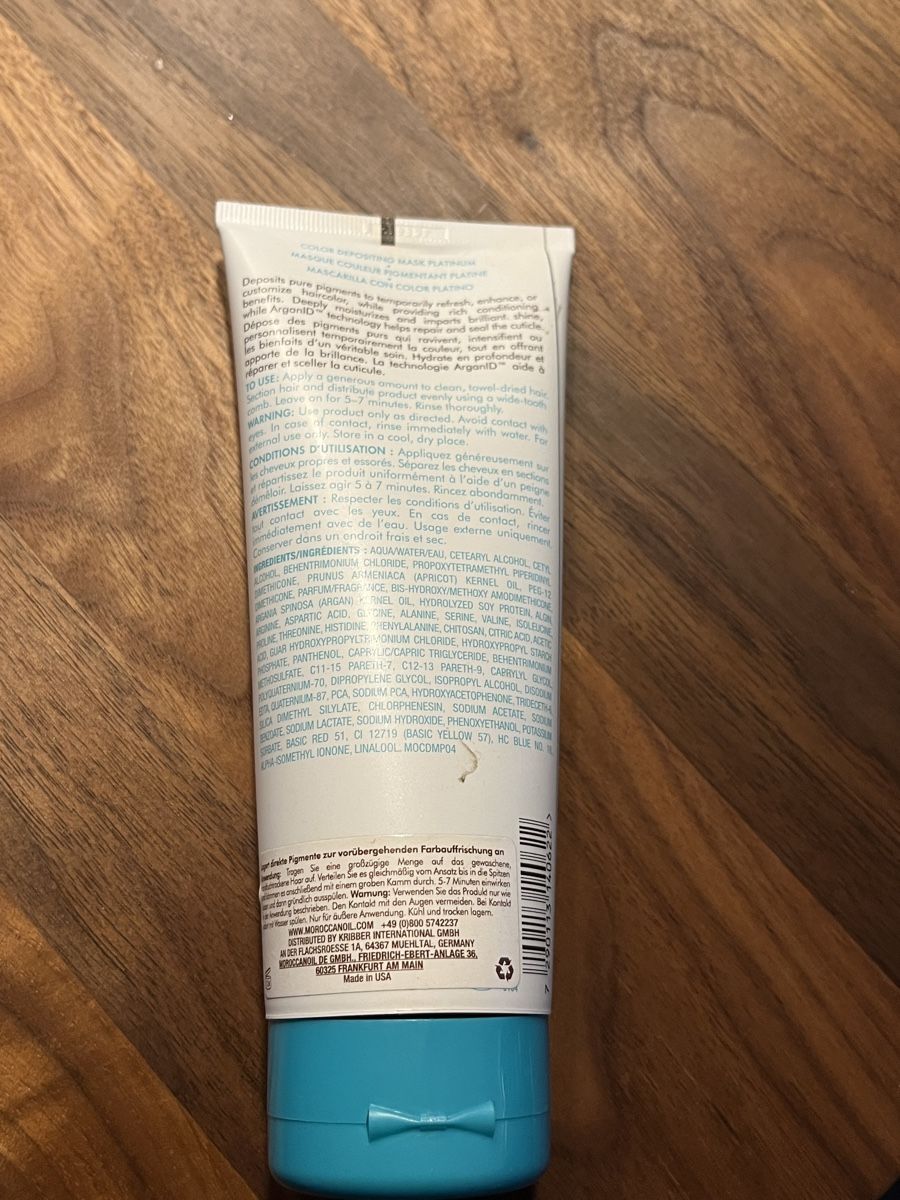 COLOR DEPOSITING MASK PLATINUM
MASQUE COULEUR PIGMENTANT PLATINE
MASCARILLA CON COLOR PLATINO
Deposits pure pigments to temporarily refresh, enhance, or
customize haircolor, while providing rich conditioning
benefits. Deeply moisturizes and imparts brilliant shine,
while ArganID™ technology helps repair and seal the cuticle.
Dépose des pigments purs qui ravivent, intensifient ou
personnalisent temporairement la couleur, tout en offrant
les bienfaits d'un véritable soin. Hydrate en profondeur et
apporte de la brillance. La technologie ArganID™ aide à
réparer et sceller la cuticule.
TO USE: Apply a generous amount to clean, towel-dried hair.
Section hair and distribute product evenly using a wide-tooth
comb. Leave on for 5–7 minutes. Rinse thoroughly.
WARNING: Use product only as directed. Avoid contact with
eyes. In case of contact, rinse immediately with water. For
external use only. Store in a cool, dry place.
CONDITIONS D'UTILISATION : Appliquez généreusement sur
les cheveux propres et essorés. Séparez les cheveux en sections
et répartissez le produit uniformément à l'aide d'un peigne
démêloir. Laissez agir 5 à 7 minutes. Rincez abondamment.
AVERTISSEMENT : Respecter les conditions d'utilisation. Éviter
tout contact avec les yeux. En cas de contact, rincer
immédiatement avec de l'eau. Usage externe uniquement.
Conserver dans un endroit frais et sec.
INGREDIENTS/INGRÉDIENTS : AQUA/WATER/EAU, CETEARYL ALCOHOL, CETYL
ALCOHOL, BEHENTRIMONIUM CHLORIDE, PROPOXYTETRAMETHYL PIPERIDINYL
DIMETHICONE, PRUNUS ARMENIACA (APRICOT) KERNEL OIL, PEG-12
DIMETHICONE, PARFUM/FRAGRANCE, BIS-HYDROXY/METHOXY AMODIMETHICONE,
ARGANIA SPINOSA (ARGAN) KERNEL OIL, HYDROLYZED SOY PROTEIN, ALGIN,
ARGININE, ASPARTIC ACID, GLYCINE, ALANINE, SERINE, VALINE, ISOLEUCINE,
PROLINE, THREONINE, HISTIDINE, PHENYLALANINE, CHITOSAN, CITRIC ACID, ACETIC
ACID, GUAR HYDROXYPROPYLTRIMONIUM CHLORIDE, HYDROXYPROPYL STARCH
PHOSPHATE, PANTHENOL, CAPRYLIC/CAPRIC TRIGLYCERIDE, BEHENTRIMONIUM
METHOSULFATE, C11-15 PARETH-7, C12-13 PARETH-9, CAPRYLYL GLYCOL,
POLYQUATERNIUM-70, DIPROPYLENE GLYCOL, ISOPROPYL ALCOHOL, DISODIUM
EDTA, QUATERNIUM-87, PCA, SODIUM PCA, HYDROXYACETOPHENONE, TRIDECETH-6,
SILICA DIMETHYL SILYLATE, CHLORPHENESIN, SODIUM ACETATE, SODIUM
BENZOATE, SODIUM LACTATE, SODIUM HYDROXIDE, PHENOXYETHANOL, POTASSIUM
SORBATE, BASIC RED 51, CI 12719 (BASIC YELLOW 57), HC BLUE NO.
ALPHA-ISOMETHYL IONONE, LINALOOL. MOCDMP04
direkte Pigmente zur vorübergehenden Farbauffrischung an
Tragen Sie eine großzügige Menge auf das gewaschene,
Haar auf. Verteilen Sie es gleichmäßig vom Ansatz bis in die Spitzen
es anschließend mit einem groben Kamm durch. 5-7 Minuten einwirken
und dann gründlich ausspülen. Warnung: Verwenden Sie das Produkt nur wie
in der Anwendung beschrieben. Den Kontakt mit den Augen vermeiden. Bei Kontakt
mit Wasser spülen. Nur für äußere Anwendung. Kühl und trocken lagern.
WWW.MOROCCANOIL.COM +49 (0)800 5742237
DISTRIBUTED BY KRIBBER INTERNATIONAL GMBH
AN DER FLACHSROESSE 1A, 64367 MUEHLTAL, GERMANY
MOROCCANOIL DE GMBH., FRIEDRICH-EBERT-ANLAGE 36,
60325 FRANKFURT AM MAIN
Made in USA
7 290113 140622 >